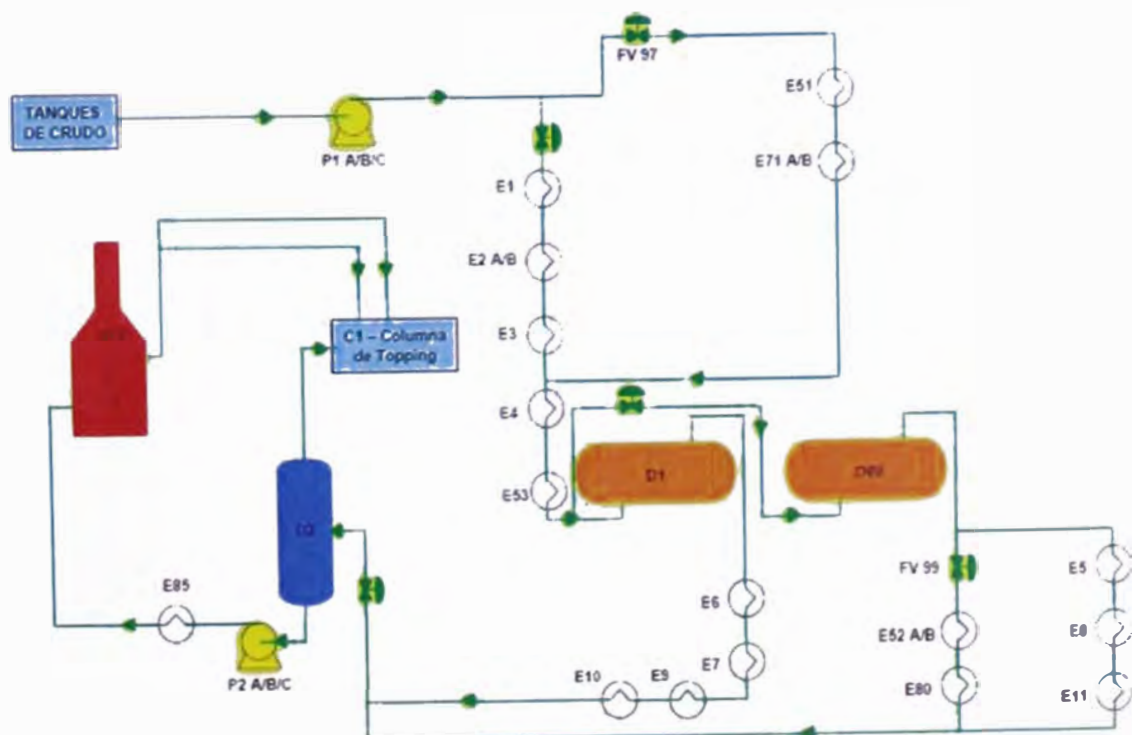 FV 97
E51
TANQUES
DE CRUDO
P1 A/B/C
E71 A/B
E1
E2 A/B
E3
C1 – Columna
de Topping
E4
D1
E53
E85
FV 99
E5
E6
E52 A/B
E7
P2 A/B/C
E10
E9
E80
E11